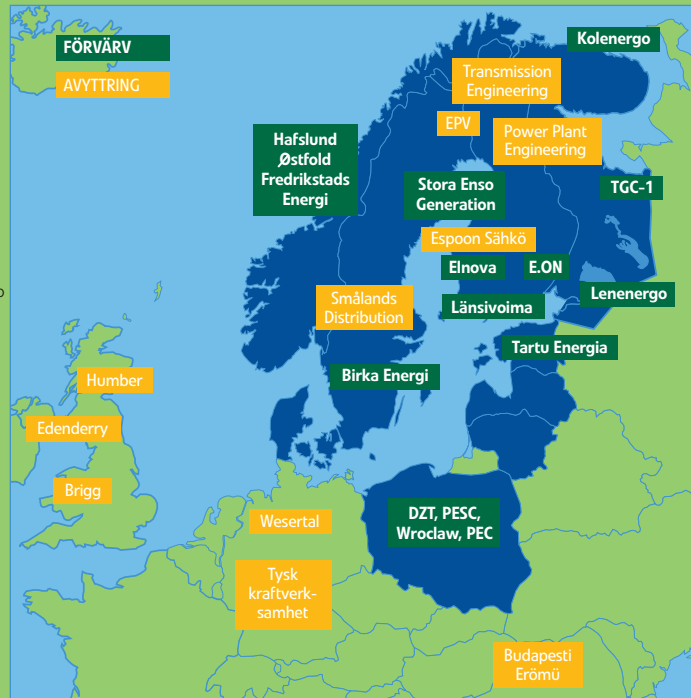 FÖRVÄRV
AVYTTRING
Kolenergo
Transmission
Engineering
EPV
Power Plant
Engineering
Hafslund
Østfold
Fredrikstads
Energi
Stora Enso
Generation
TGC-1
Espoon Sähkö
Elnova
E.ON
Smålands
Distribution
Länsivoima
Lenenergo
Tartu Energia
Birka Energi
Humber
Edenderry
Brigg
DZT, PESC,
Wroclaw, PEC
Wesertal
Tysk
kraftverk-
samhet
Budapesti
Erömü